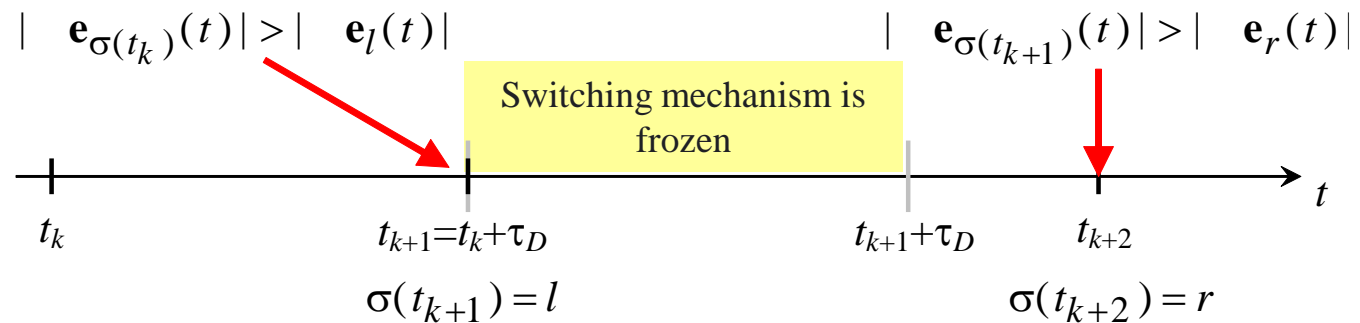 | e_{σ(t_k)}(t)| > | e_l(t)|
| e_{σ(t_{k+1})}(t)| > | e_r(t)|
Switching mechanism is
frozen
t
t_k
t_{k+1}=t_k+τ_D
t_{k+1}+τ_D
t_{k+2}
σ(t_{k+1}) = l
σ(t_{k+2}) = r